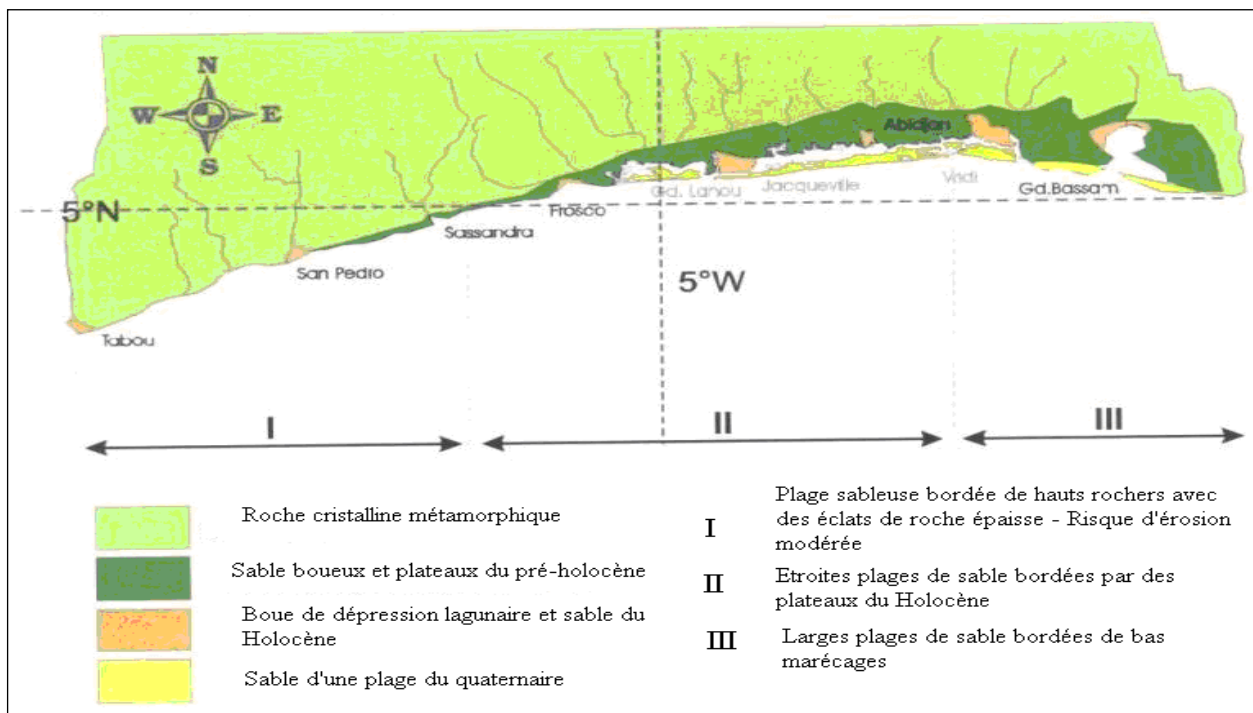 N
W
E
S
Abidjan
Gd. Lahou
Jacqueville
Vridi
Gd.Bassam
5°N
Frosco
Sassandra
San Pedro
5°W
Tabou
I
II
III
Roche cristalline métamorphique
Sable boueux et plateaux du pré-holocène
Boue de dépression lagunaire et sable du
Holocène
Sable d'une plage du quaternaire
I
Plage sableuse bordée de hauts rochers avec
des éclats de roche épaisse - Risque d'érosion
modérée
II
Etroites plages de sable bordées par des
plateaux du Holocène
III
Larges plages de sable bordées de bas
marécages